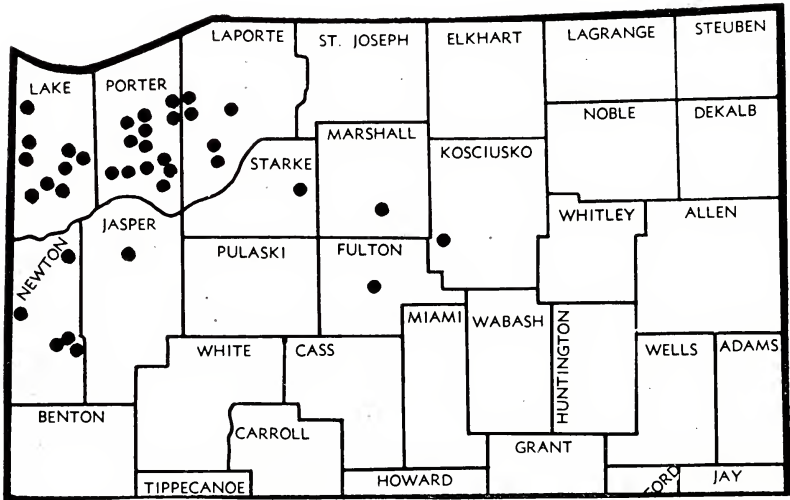 LAPORTE
ST. JOSEPH
ELKHART
LAGRANGE
STEUBEN
LAKE
PORTER
NOBLE
DEKALB
MARSHALL
KOSCIUSKO
STARKE
WHITLEY
ALLEN
JASPER
NEWTON
PULASKI
FULTON
MIAMI
WABASH
HUNTINGTON
WHITE
CASS
WELLS
ADAMS
BENTON
CARROLL
GRANT
TIPPECANOE
HOWARD
FORD
JAY